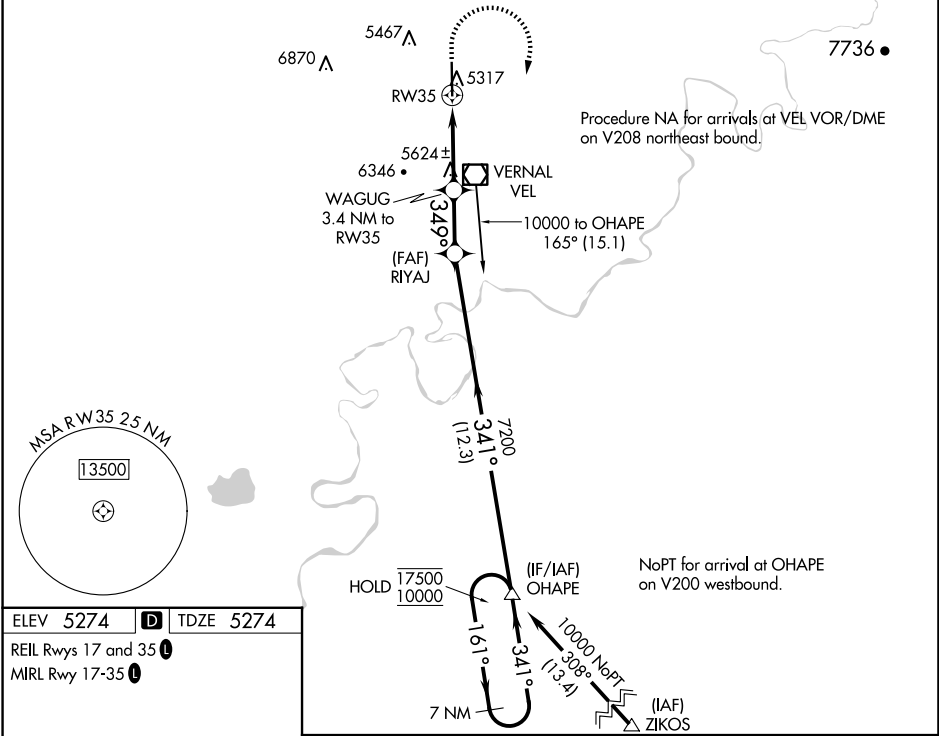 5467
6870
7736
5317
RW35
Procedure NA for arrivals at VEL VOR/DME
on V208 northeast bound.
5624±
6346
VERNAL
VEL
WAGUG
3.4 NM to
RW35
349°
10000 to OHAPE
165° (15.1)
(FAF)
RIYAJ
7200
341°
(12.3)
MSA RW35 25 NM
13500
HOLD
17500
10000
(IF/IAF)
OHAPE
NoPT for arrival at OHAPE
on V200 westbound.
161°
341°
7 NM
10000 NoPT
308°
(13.4)
(IAF)
ZIKOS
ELEV 5274 D TDZE 5274
REIL Rwys 17 and 35 L
MIRL Rwy 17-35 L